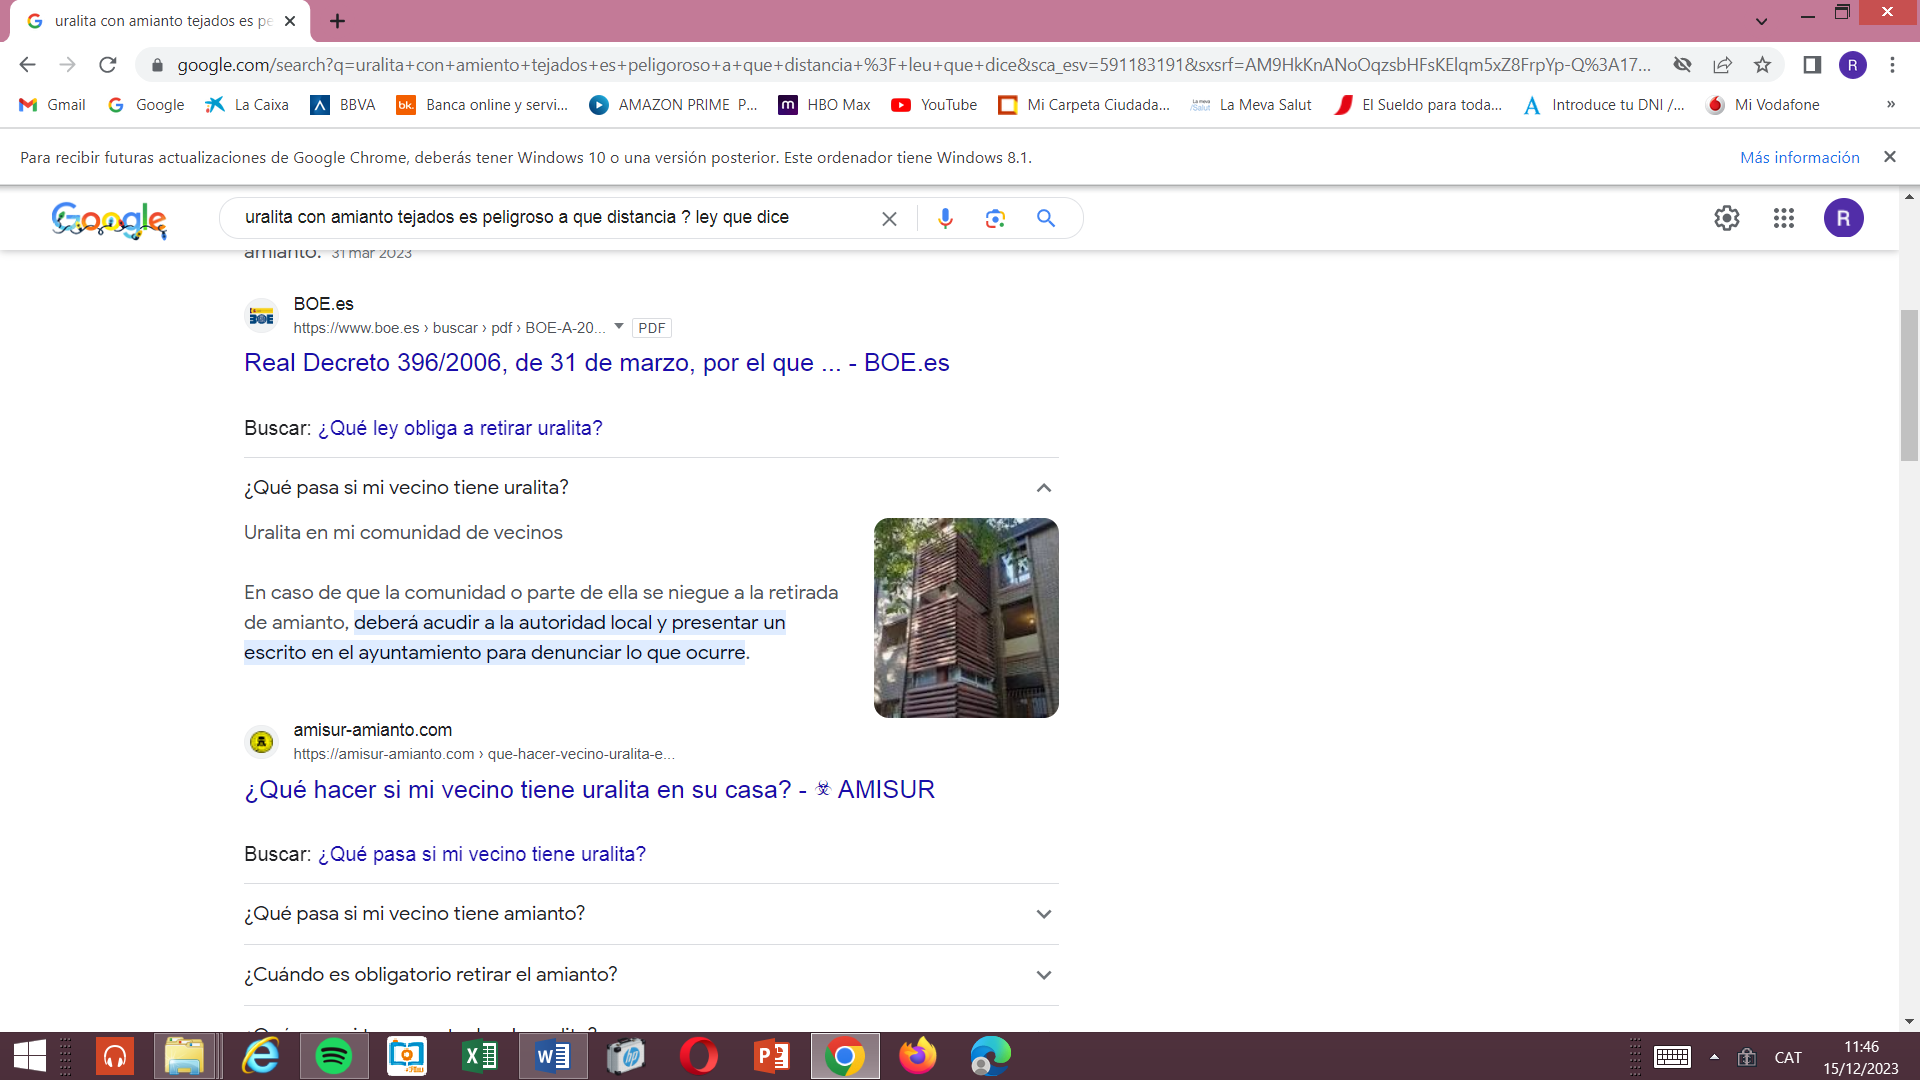 uralita con amianto tejados es pe
google.com/search?q=uralita+con+amiento+tejados+es+peligoroso+a+que+distancia+%3F+leu+que+dice&sca_esv=591183191&sxsrf=AM9HkKnANoOqzsbHFsKElqm5xZ8FrpYp-Q%3A17...
R
Gmail Google La Caixa BBVA bk. Banca online y servi... AMAZON PRIME P... m HBO Max YouTube Mi Carpeta Ciudada... La Meva Salut El Sueldo para toda... Introduce tu DNI /... Mi Vodafone »
Para recibir futuras actualizaciones de Google Chrome, deberás tener Windows 10 o una versión posterior. Este ordenador tiene Windows 8.1. Más información
Google uralita con amianto tejados es peligroso a que distancia ? ley que dice R
amianto. 31 mar 2023
BOE BOE.es
https://www.boe.es › buscar › pdf › BOE-A-20... PDF
Real Decreto 396/2006, de 31 de marzo, por el que ... - BOE.es
Buscar: ¿Qué ley obliga a retirar uralita?
¿Qué pasa si mi vecino tiene uralita?
Uralita en mi comunidad de vecinos
En caso de que la comunidad o parte de ella se niegue a la retirada
de amianto, deberá acudir a la autoridad local y presentar un
escrito en el ayuntamiento para denunciar lo que ocurre.
amisur-amianto.com
https://amisur-amianto.com › que-hacer-vecino-uralita-e...
¿Qué hacer si mi vecino tiene uralita en su casa? - ☣ AMISUR
Buscar: ¿Qué pasa si mi vecino tiene uralita?
¿Qué pasa si mi vecino tiene amianto?
¿Cuándo es obligatorio retirar el amianto?
CAT
11:46
15/12/2023